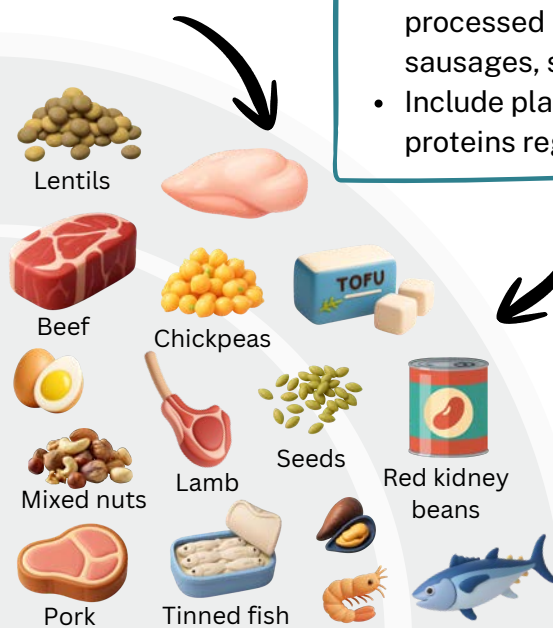 processed
sausages, s
• Include pla
proteins reg
Lentils
TOFU
Beef
Chickpeas
Seeds
Lamb
Mixed nuts
Red kidney
beans
Pork
Tinned fish